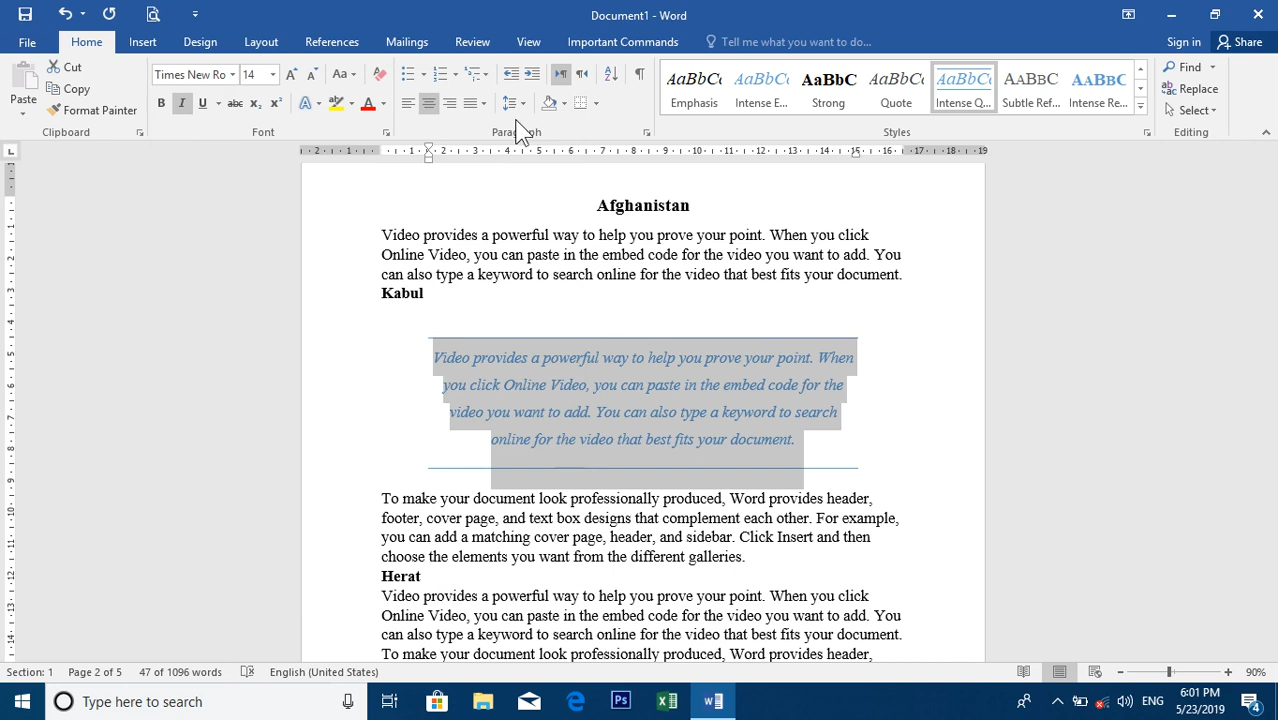 Document1 - Word
Sign in
Share
File
Home
Insert
Design
Layout
References
Mailings
Review
View
Important Commands
Tell me what you want to do...
Paste
Cut
Copy
Format Painter
Clipboard
Times New Ro
14
Font
Paragraph
AaBbCc
Emphasis
AaBbCc
Intense E...
AaBbC
Strong
AaBbCc
Quote
AaBbCc
Intense Q...
AABBC
Subtle Ref...
AABBC
Intense Re...
Styles
Find
Replace
Select
Editing
Afghanistan
Video provides a powerful way to help you prove your point. When you click
Online Video, you can paste in the embed code for the video you want to add. You
can also type a keyword to search online for the video that best fits your document.
Kabul
Video provides a powerful way to help you prove your point. When
you click Online Video, you can paste in the embed code for the
video you want to add. You can also type a keyword to search
online for the video that best fits your document.
To make your document look professionally produced, Word provides header,
footer, cover page, and text box designs that complement each other. For example,
you can add a matching cover page, header, and sidebar. Click Insert and then
choose the elements you want from the different galleries.
Herat
Video provides a powerful way to help you prove your point. When you click
Online Video, you can paste in the embed code for the video you want to add. You
can also type a keyword to search online for the video that best fits your document.
To make your document look professionally produced, Word provides header,
Section: 1
Page 2 of 5
47 of 1096 words
English (United States)
90%
Type here to search
ENG
6:01 PM
5/23/2019
4